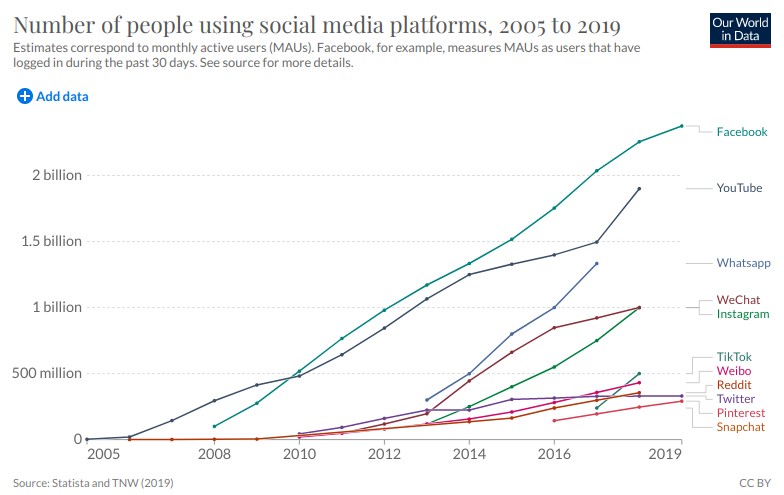 Number of people using social media platforms, 2005 to 2019
Our World
in Data
Estimates correspond to monthly active users (MAUs). Facebook, for example, measures MAUs as users that have
logged in during the past 30 days. See source for more details.
Add data
Facebook
2 billion
YouTube
1.5 billion
Whatsapp
1 billion
WeChat
Instagram
500 million
TikTok
Weibo
Reddit
Twitter
Pinterest
Snapchat
0
2005
2008
2010
2012
2014
2016
2019
Source: Statista and TNW (2019)
CC BY